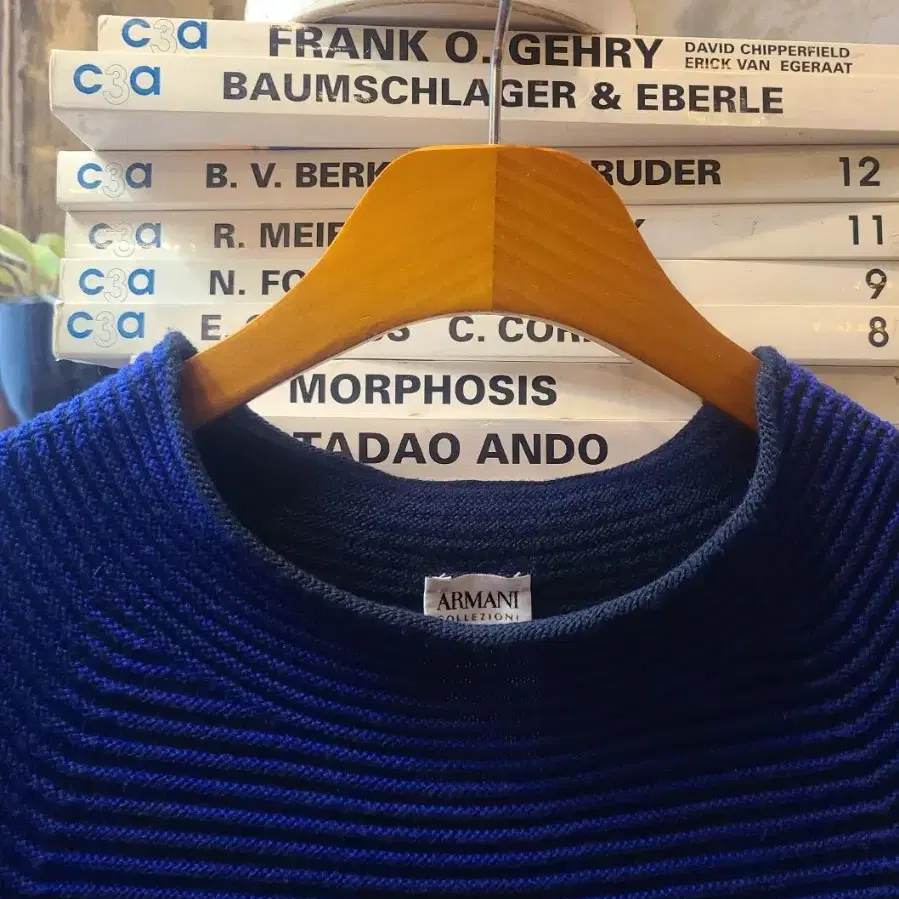 c3a FRANK O. GEHRY DAVID CHIPPERFIELD
ERICK VAN EGERAAT
c3a BAUMSCHLAGER & EBERLE
c3a B. V. BERK RUDER 12
c3a R. MEIE 11
c3a N. FO 9
c3a E. C. COR 8
MORPHOSIS
TADAO ANDO
ARMANI
COLLEZIONI